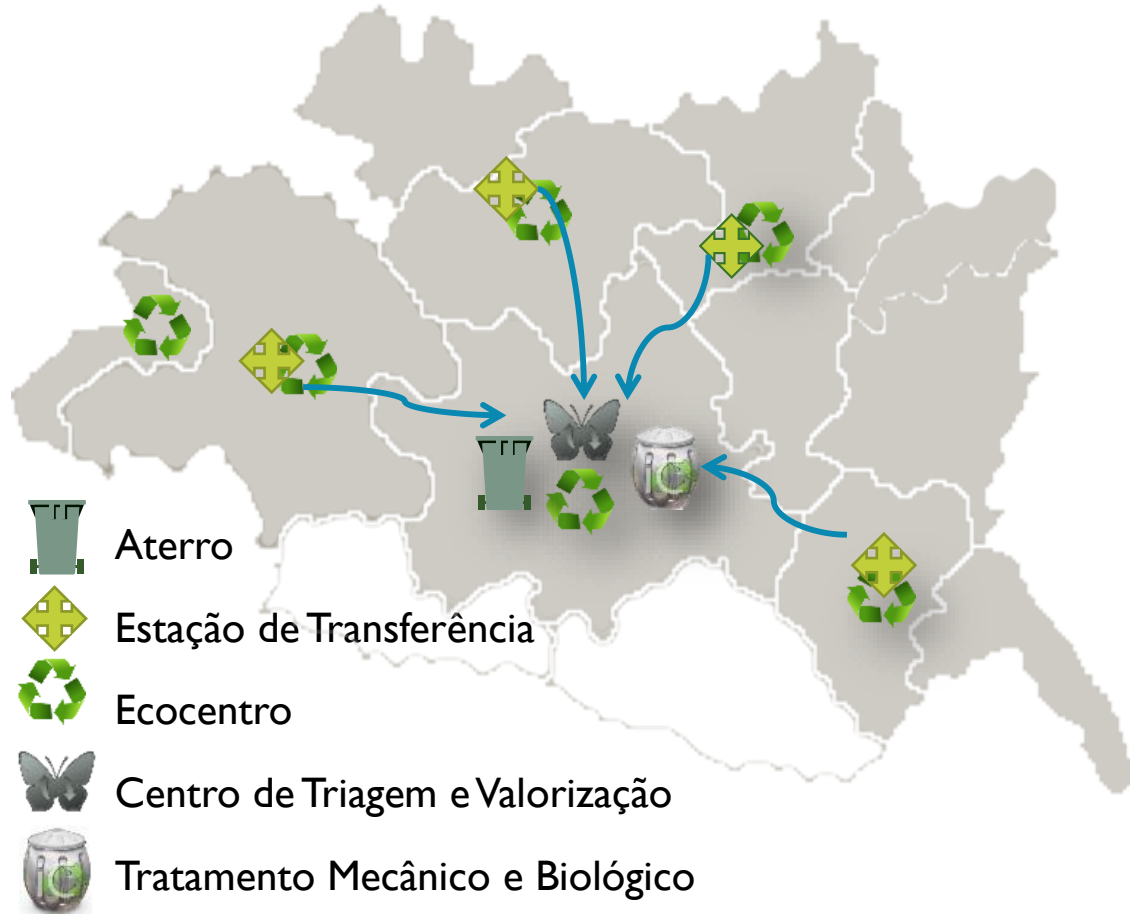 Aterro
Estação de Transferência
Ecocentro
Centro de Triagem e Valorização
Tratamento Mecânico e Biológico